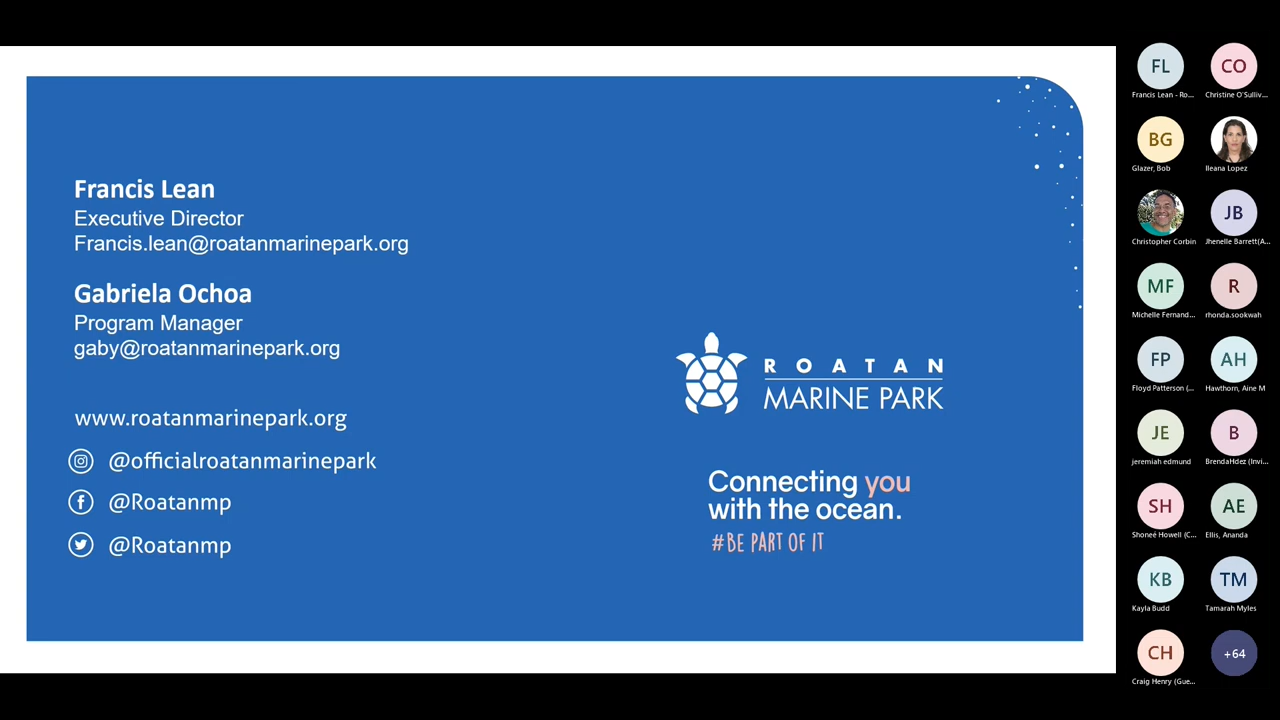 Francis Lean
Executive Director
Francis.lean@roatanmarinepark.org
Gabriela Ochoa
Program Manager
gaby@roatanmarinepark.org
www.roatanmarinepark.org
@officialroatanmarinepark
@Roatanmp
@Roatanmp
ROATAN
MARINE PARK
Connecting you
with the ocean.
#BE PART OF IT
FL
Francis Lean - Ro...
CO
Christine O'Sulliv...
BG
Glazer, Bob
Ileana Lopez
Christopher Corbin
JB
Jhenelle Barrett(A...
MF
Michelle Fernand...
R
rhonda.sookwah
FP
Floyd Patterson (...
AH
Hawthorn, Aine M
JE
jeremiah edmund
B
BrendaHdez (Invi...
SH
Shoneé Howell (C...
AE
Ellis, Ananda
KB
Kayla Budd
TM
Tamarah Myles
CH
Craig Henry (Gue...
+64